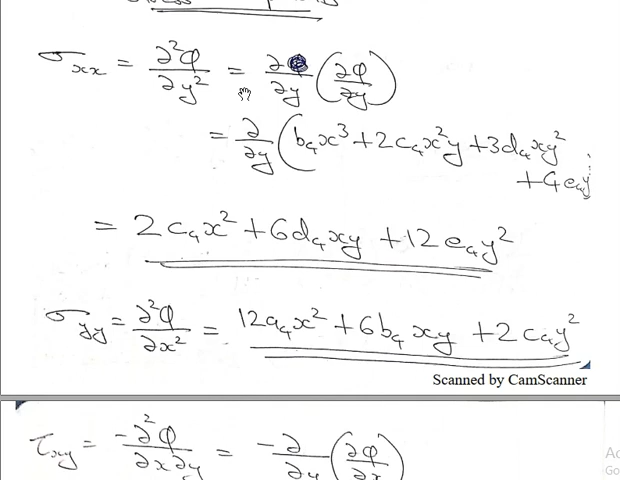 σxx = ∂²φ/∂y² = ∂/∂y (∂φ/∂y)
= ∂/∂y (b₄x³ + 2c₄x²y + 3d₄xy²
+ 4e₄y
= 2c₄x² + 6d₄xy + 12e₄y²
σyy = ∂²φ/∂x² = 12a₄x² + 6b₄xy + 2c₄y²
Scanned by CamScanner
τxy = -∂²φ/∂x∂y = -∂/∂y (∂φ/∂x)